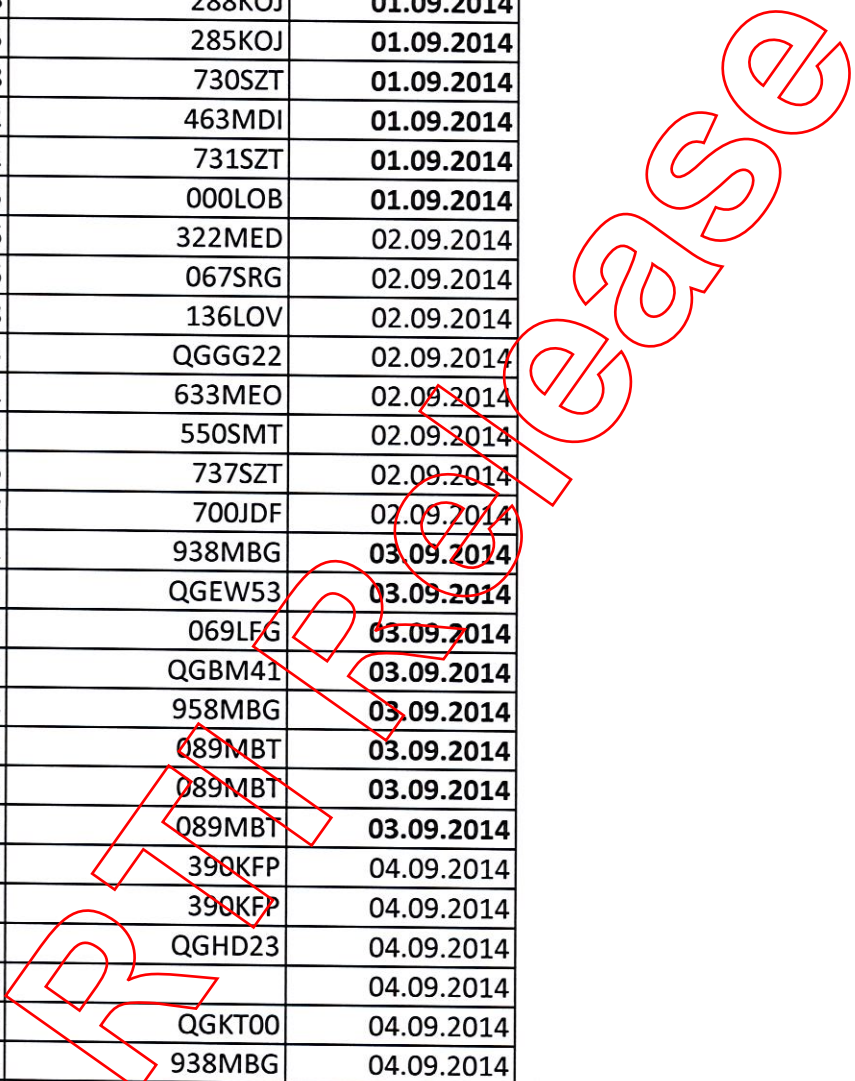 288KOJ 01.09.2014
285KOJ 01.09.2014
730SZT 01.09.2014
463MDI 01.09.2014
731SZT 01.09.2014
000LOB 01.09.2014
322MED 02.09.2014
067SRG 02.09.2014
136LOV 02.09.2014
QGGG22 02.09.2014
633MEO 02.09.2014
550SMT 02.09.2014
737SZT 02.09.2014
700JDF 02.09.2014
938MBG 03.09.2014
QGEW53 03.09.2014
069LFG 03.09.2014
QGBM41 03.09.2014
958MBG 03.09.2014
089MBT 03.09.2014
089MBT 03.09.2014
089MBT 03.09.2014
390KFP 04.09.2014
390KFP 04.09.2014
QGHD23 04.09.2014
04.09.2014
QGKT00 04.09.2014
938MBG 04.09.2014
RTI Release